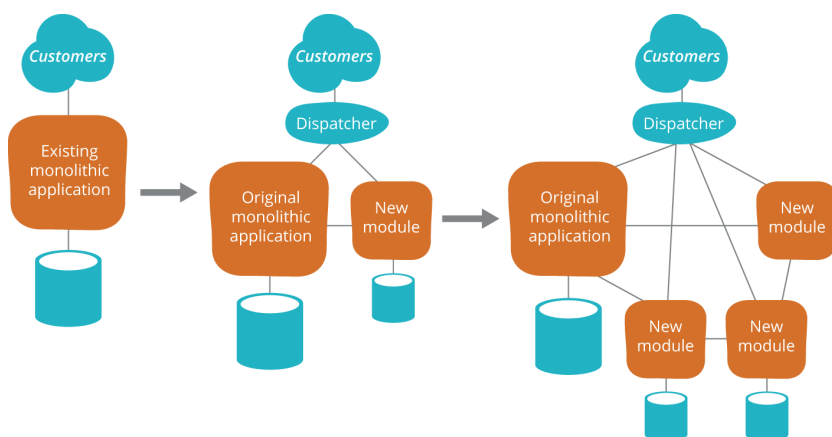 Customers
Existing
monolithic
application
Customers
Dispatcher
Original
monolithic
application
New
module
Customers
Dispatcher
Original
monolithic
application
New
module
New
module
New
module